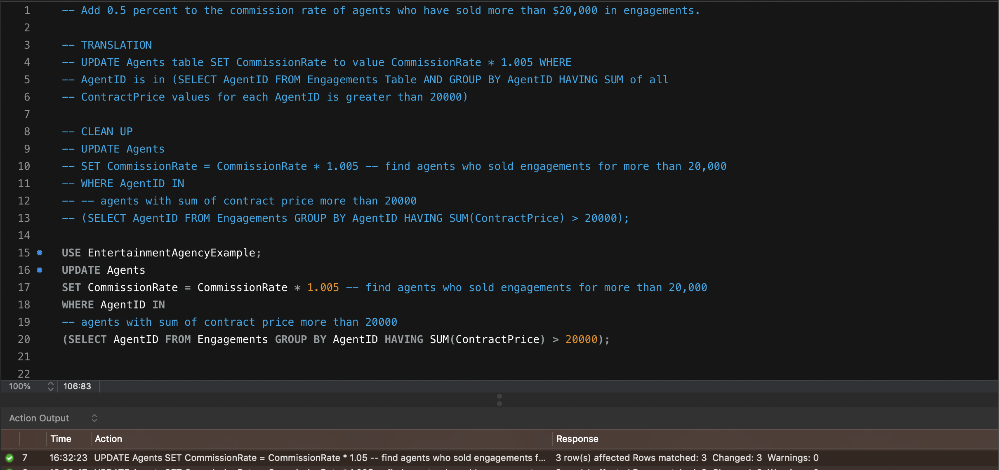 1 -- Add 0.5 percent to the commission rate of agents who have sold more than $20,000 in engagements.
2
3 -- TRANSLATION
4 -- UPDATE Agents table SET CommissionRate to value CommissionRate * 1.005 WHERE
5 -- AgentID is in (SELECT AgentID FROM Engagements Table AND GROUP BY AgentID HAVING SUM of all
6 -- ContractPrice values for each AgentID is greater than 20000)
7
8 -- CLEAN UP
9 -- UPDATE Agents
10 -- SET CommissionRate = CommissionRate * 1.005 -- find agents who sold engagements for more than 20,000
11 -- WHERE AgentID IN
12 -- -- agents with sum of contract price more than 20000
13 -- (SELECT AgentID FROM Engagements GROUP BY AgentID HAVING SUM(ContractPrice) > 20000);
14
15 USE EntertainmentAgencyExample;
16 UPDATE Agents
17 SET CommissionRate = CommissionRate * 1.005 -- find agents who sold engagements for more than 20,000
18 WHERE AgentID IN
19 -- agents with sum of contract price more than 20000
20 (SELECT AgentID FROM Engagements GROUP BY AgentID HAVING SUM(ContractPrice) > 20000);
21
22
100% 106:83
Action Output
Time Action Response
7 16:32:23 UPDATE Agents SET CommissionRate = CommissionRate * 1.05 -- find agents who sold engagements f... 3 row(s) affected Rows matched: 3 Changed: 3 Warnings: 0